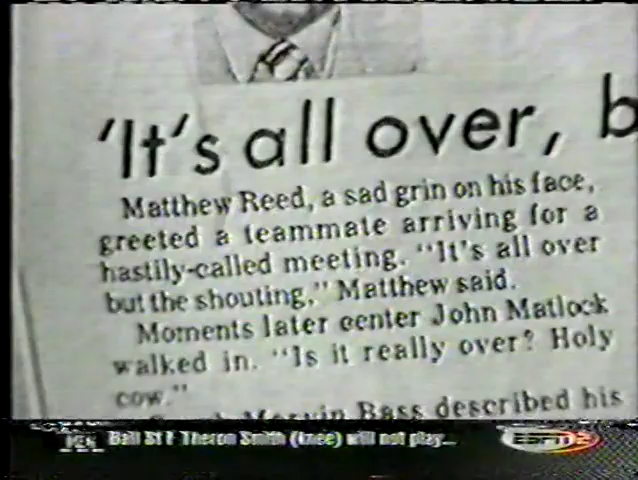 'It's all over, b
Matthew Reed, a sad grin on his face,
greeted a teammate arriving for a
hastily-called meeting. "It's all over
but the shouting," Matthew said.
Moments later center John Matlock
walked in. "Is it really over? Holy
cow."
Marvin Bass described his
Ball St F Theron Smith (knee) will not play...
ESPN2